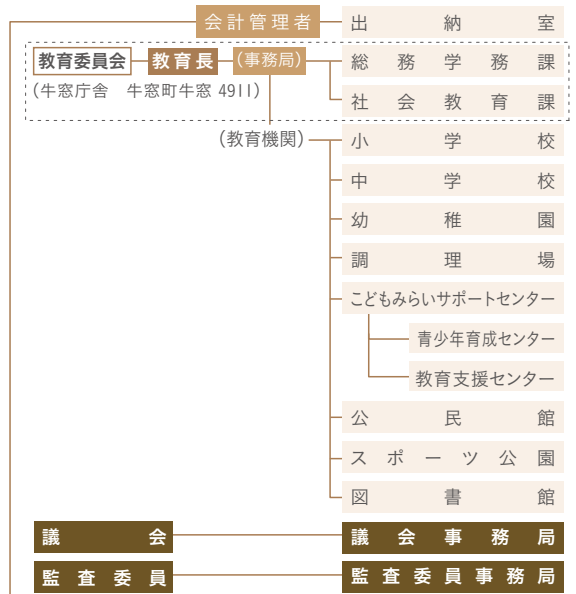 会計管理者 出納室
教育委員会 教育長 (事務局) 総務学務課
(牛窓庁舎 牛窓町牛窓 4911) 社会教育課
(教育機関) 小学校
中学校
幼稚園
調理場
こどもみらいサポートセンター
青少年育成センター
教育支援センター
公民館
スポーツ公園
図書館
議会 議会事務局
監査委員 監査委員事務局